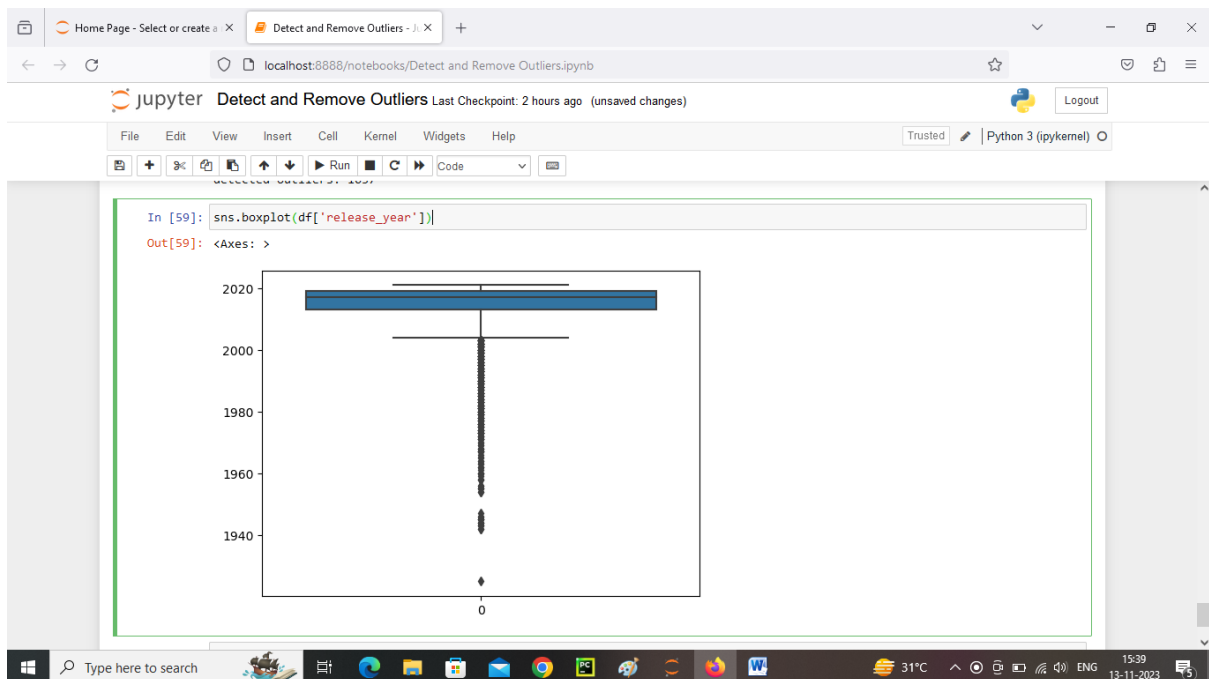 Home Page - Select or create a
Detect and Remove Outliers - Ju
localhost:8888/notebooks/Detect and Remove Outliers.ipynb
jupyter Detect and Remove Outliers Last Checkpoint: 2 hours ago (unsaved changes)
Logout
File Edit View Insert Cell Kernel Widgets Help
Trusted Python 3 (ipykernel)
Run Code
In [59]: sns.boxplot(df['release_year'])
Out[59]: <Axes: >
2020
2000
1980
1960
1940
0
Type here to search
PC
W
31°C
ENG
15:39
13-11-2023
5